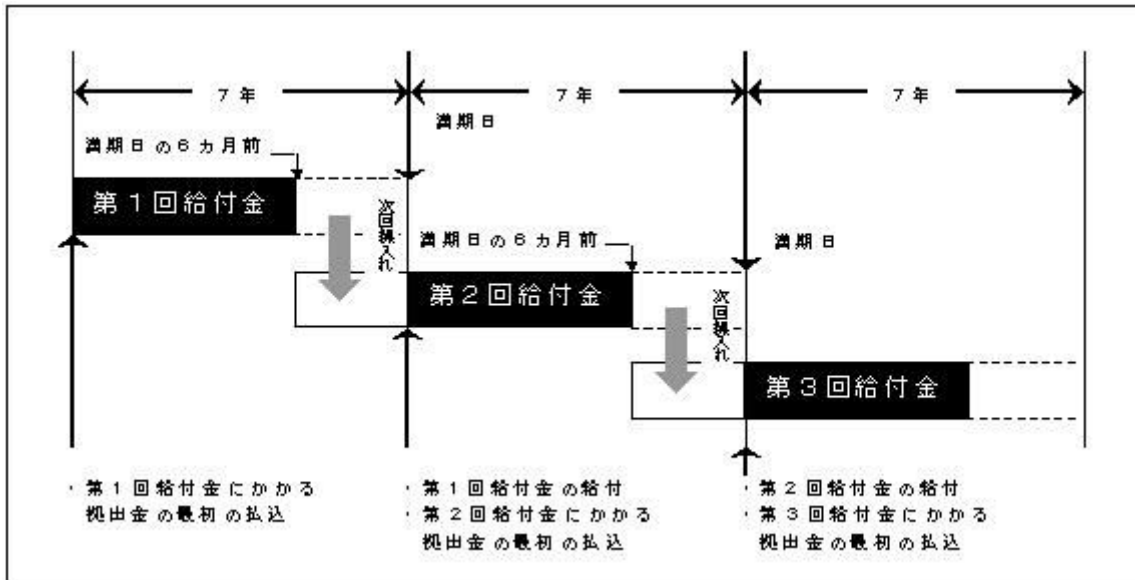 7年
7年
7年
満期日
満期日の6カ月前
第1回給付金
次回繰入れ
満期日の6カ月前
満期日
第2回給付金
次回繰入れ
第3回給付金
・第1回給付金にかかる
拠出金の最初の払込
・第1回給付金の給付
・第2回給付金にかかる
拠出金の最初の払込
・第2回給付金の給付
・第3回給付金にかかる
拠出金の最初の払込